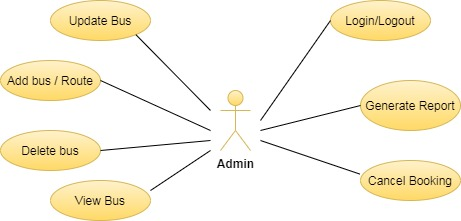 Update Bus
Login/Logout
Add bus / Route
Generate Report
Delete bus
Admin
Cancel Booking
View Bus